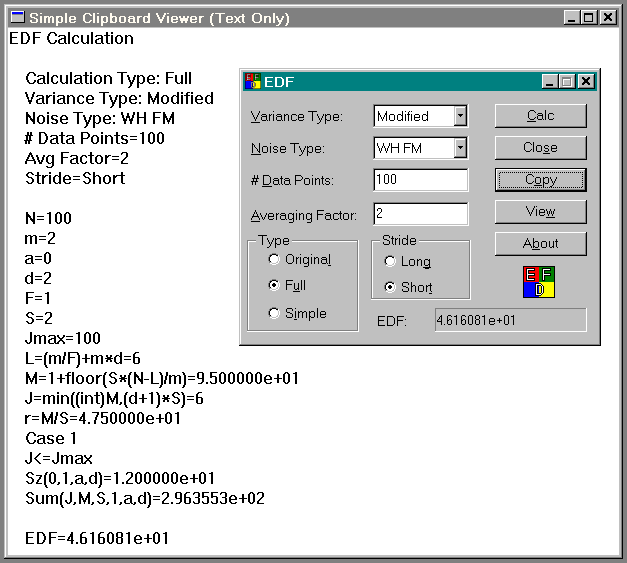 Simple Clipboard Viewer (Text Only)
EDF Calculation
Calculation Type: Full
Variance Type: Modified
Noise Type: WH FM
# Data Points=100
Avg Factor=2
Stride=Short
N=100
m=2
a=0
d=2
F=1
S=2
Jmax=100
L=(m/F)+m*d=6
M=1+floor(S*(N-L)/m)=9.500000e+01
J=min((int)M,(d+1)*S)=6
r=M/S=4.750000e+01
Case 1
J<=Jmax
Sz(0,1,a,d)=1.200000e+01
Sum(J,M,S,1,a,d)=2.963553e+02
EDF=4.616081e+01
EDF
Variance Type: Modified Calc
Noise Type: WH FM Close
# Data Points: 100 Copy
Averaging Factor: 2 View
Type Stride About
Original Long
Full Short
Simple
E F
D
EDF: 4.616081e+01